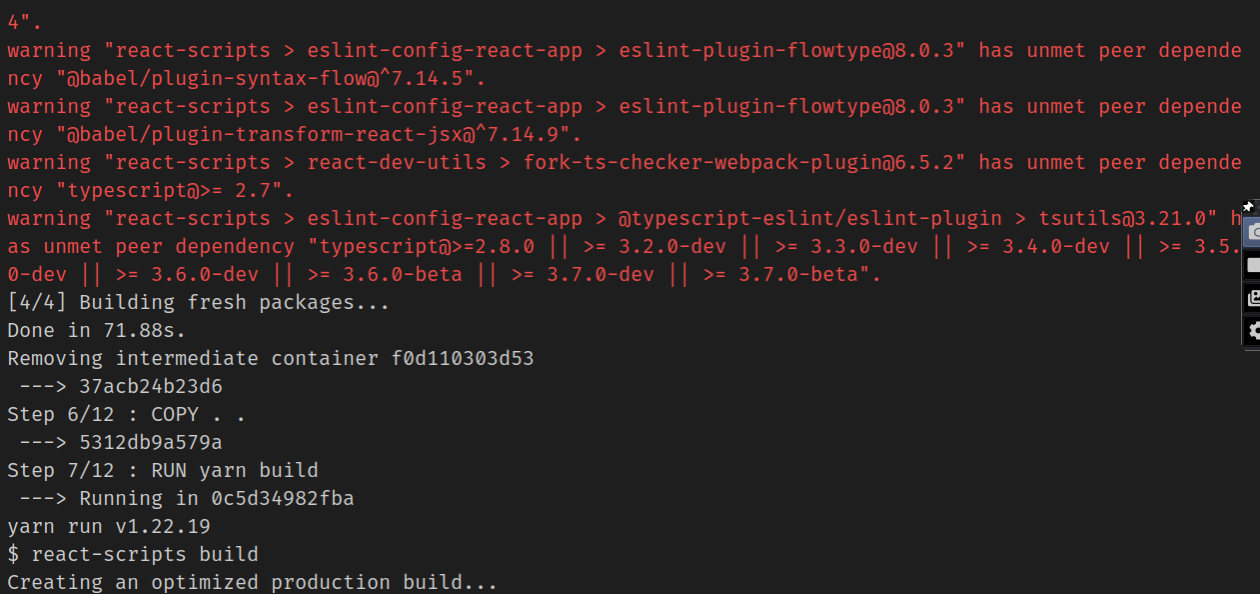 4".
warning "react-scripts > eslint-config-react-app > eslint-plugin-flowtype@8.0.3" has unmet peer depende
ncy "@babel/plugin-syntax-flow@^7.14.5".
warning "react-scripts > eslint-config-react-app > eslint-plugin-flowtype@8.0.3" has unmet peer depende
ncy "@babel/plugin-transform-react-jsx@^7.14.9".
warning "react-scripts > react-dev-utils > fork-ts-checker-webpack-plugin@6.5.2" has unmet peer depende
ncy "typescript@>= 2.7".
warning "react-scripts > eslint-config-react-app > @typescript-eslint/eslint-plugin > tsutils@3.21.0" h
as unmet peer dependency "typescript@>=2.8.0 || >= 3.2.0-dev || >= 3.3.0-dev || >= 3.4.0-dev || >= 3.5.
0-dev || >= 3.6.0-dev || >= 3.6.0-beta || >= 3.7.0-dev || >= 3.7.0-beta".
[4/4] Building fresh packages...
Done in 71.88s.
Removing intermediate container f0d110303d53
 ---> 37acb24b23d6
Step 6/12 : COPY . .
 ---> 5312db9a579a
Step 7/12 : RUN yarn build
 ---> Running in 0c5d34982fba
yarn run v1.22.19
$ react-scripts build
Creating an optimized production build...